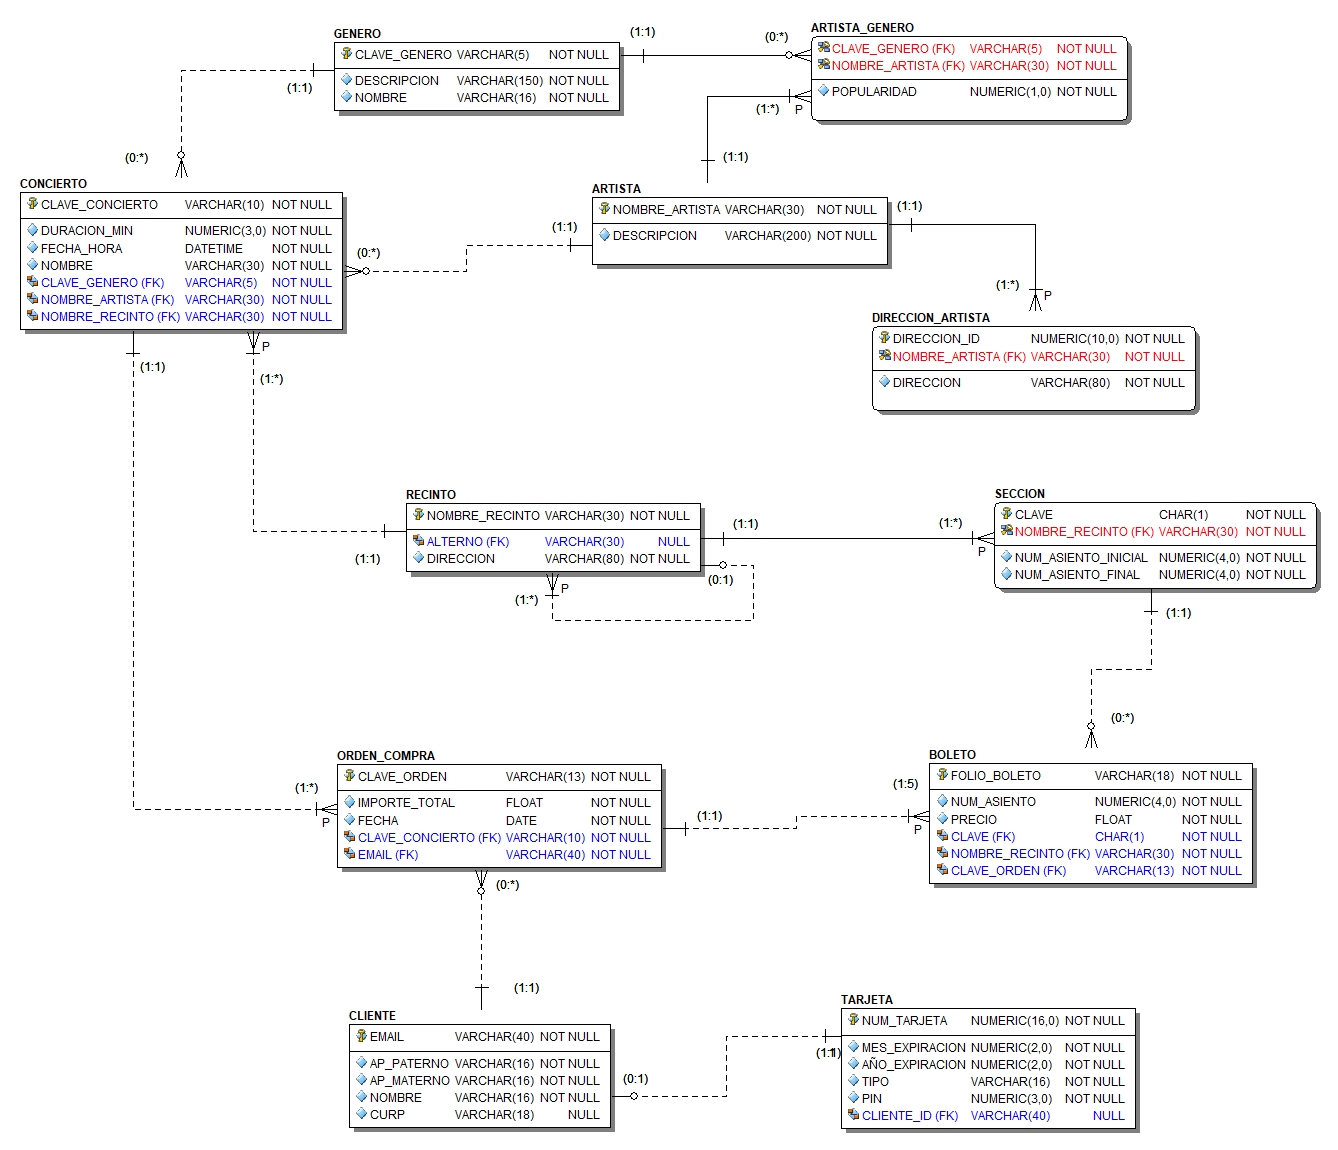 GENERO
CLAVE_GENERO VARCHAR(5) NOT NULL
DESCRIPCION VARCHAR(150) NOT NULL
NOMBRE VARCHAR(16) NOT NULL
(1:1)
(0:*)
ARTISTA_GENERO
CLAVE_GENERO (FK) VARCHAR(5) NOT NULL
NOMBRE_ARTISTA (FK) VARCHAR(30) NOT NULL
POPULARIDAD NUMERIC(1,0) NOT NULL
(1:1)
(0:*)
(1:*)
P
(1:1)
CONCIERTO
CLAVE_CONCIERTO VARCHAR(10) NOT NULL
DURACION_MIN NUMERIC(3,0) NOT NULL
FECHA_HORA DATETIME NOT NULL
NOMBRE VARCHAR(30) NOT NULL
CLAVE_GENERO (FK) VARCHAR(5) NOT NULL
NOMBRE_ARTISTA (FK) VARCHAR(30) NOT NULL
NOMBRE_RECINTO (FK) VARCHAR(30) NOT NULL
ARTISTA
NOMBRE_ARTISTA VARCHAR(30) NOT NULL
DESCRIPCION VARCHAR(200) NOT NULL
(1:1)
(0:*)
(1:1)
(1:*)
P
DIRECCION_ARTISTA
DIRECCION_ID NUMERIC(10,0) NOT NULL
NOMBRE_ARTISTA (FK) VARCHAR(30) NOT NULL
DIRECCION VARCHAR(80) NOT NULL
(1:1)
P
(1:*)
(1:1)
RECINTO
NOMBRE_RECINTO VARCHAR(30) NOT NULL
ALTERNO (FK) VARCHAR(30) NULL
DIRECCION VARCHAR(80) NOT NULL
(1:1)
(0:1)
(1:*)
P
(1:*)
P
SECCION
CLAVE CHAR(1) NOT NULL
NOMBRE_RECINTO (FK) VARCHAR(30) NOT NULL
NUM_ASIENTO_INICIAL NUMERIC(4,0) NOT NULL
NUM_ASIENTO_FINAL NUMERIC(4,0) NOT NULL
(1:1)
(0:*)
ORDEN_COMPRA
CLAVE_ORDEN VARCHAR(13) NOT NULL
IMPORTE_TOTAL FLOAT NOT NULL
FECHA DATE NOT NULL
CLAVE_CONCIERTO (FK) VARCHAR(10) NOT NULL
EMAIL (FK) VARCHAR(40) NOT NULL
(1:*)
P
(1:1)
(1:5)
P
BOLETO
FOLIO_BOLETO VARCHAR(18) NOT NULL
NUM_ASIENTO NUMERIC(4,0) NOT NULL
PRECIO FLOAT NOT NULL
CLAVE (FK) CHAR(1) NOT NULL
NOMBRE_RECINTO (FK) VARCHAR(30) NOT NULL
CLAVE_ORDEN (FK) VARCHAR(13) NOT NULL
(0:*)
(1:1)
CLIENTE
EMAIL VARCHAR(40) NOT NULL
AP_PATERNO VARCHAR(16) NOT NULL
AP_MATERNO VARCHAR(16) NOT NULL
NOMBRE VARCHAR(16) NOT NULL
CURP VARCHAR(18) NULL
(0:1)
(1:1)
TARJETA
NUM_TARJETA NUMERIC(16,0) NOT NULL
MES_EXPIRACION NUMERIC(2,0) NOT NULL
AÑO_EXPIRACION NUMERIC(2,0) NOT NULL
TIPO VARCHAR(16) NOT NULL
PIN NUMERIC(3,0) NOT NULL
CLIENTE_ID (FK) VARCHAR(40) NULL